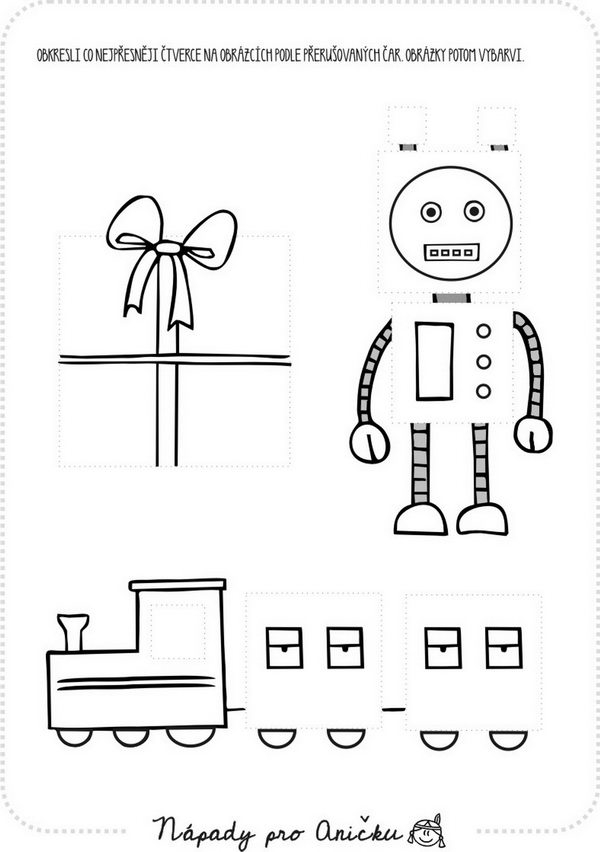 OBKRESLI CO NEJPŘESNĚJI ČTVERCE NA OBRÁZCÍCH PODLE PŘERUŠOVANÝCH ČAR. OBRÁZKY POTOM VYBARVI.
Nápady pro Aničku